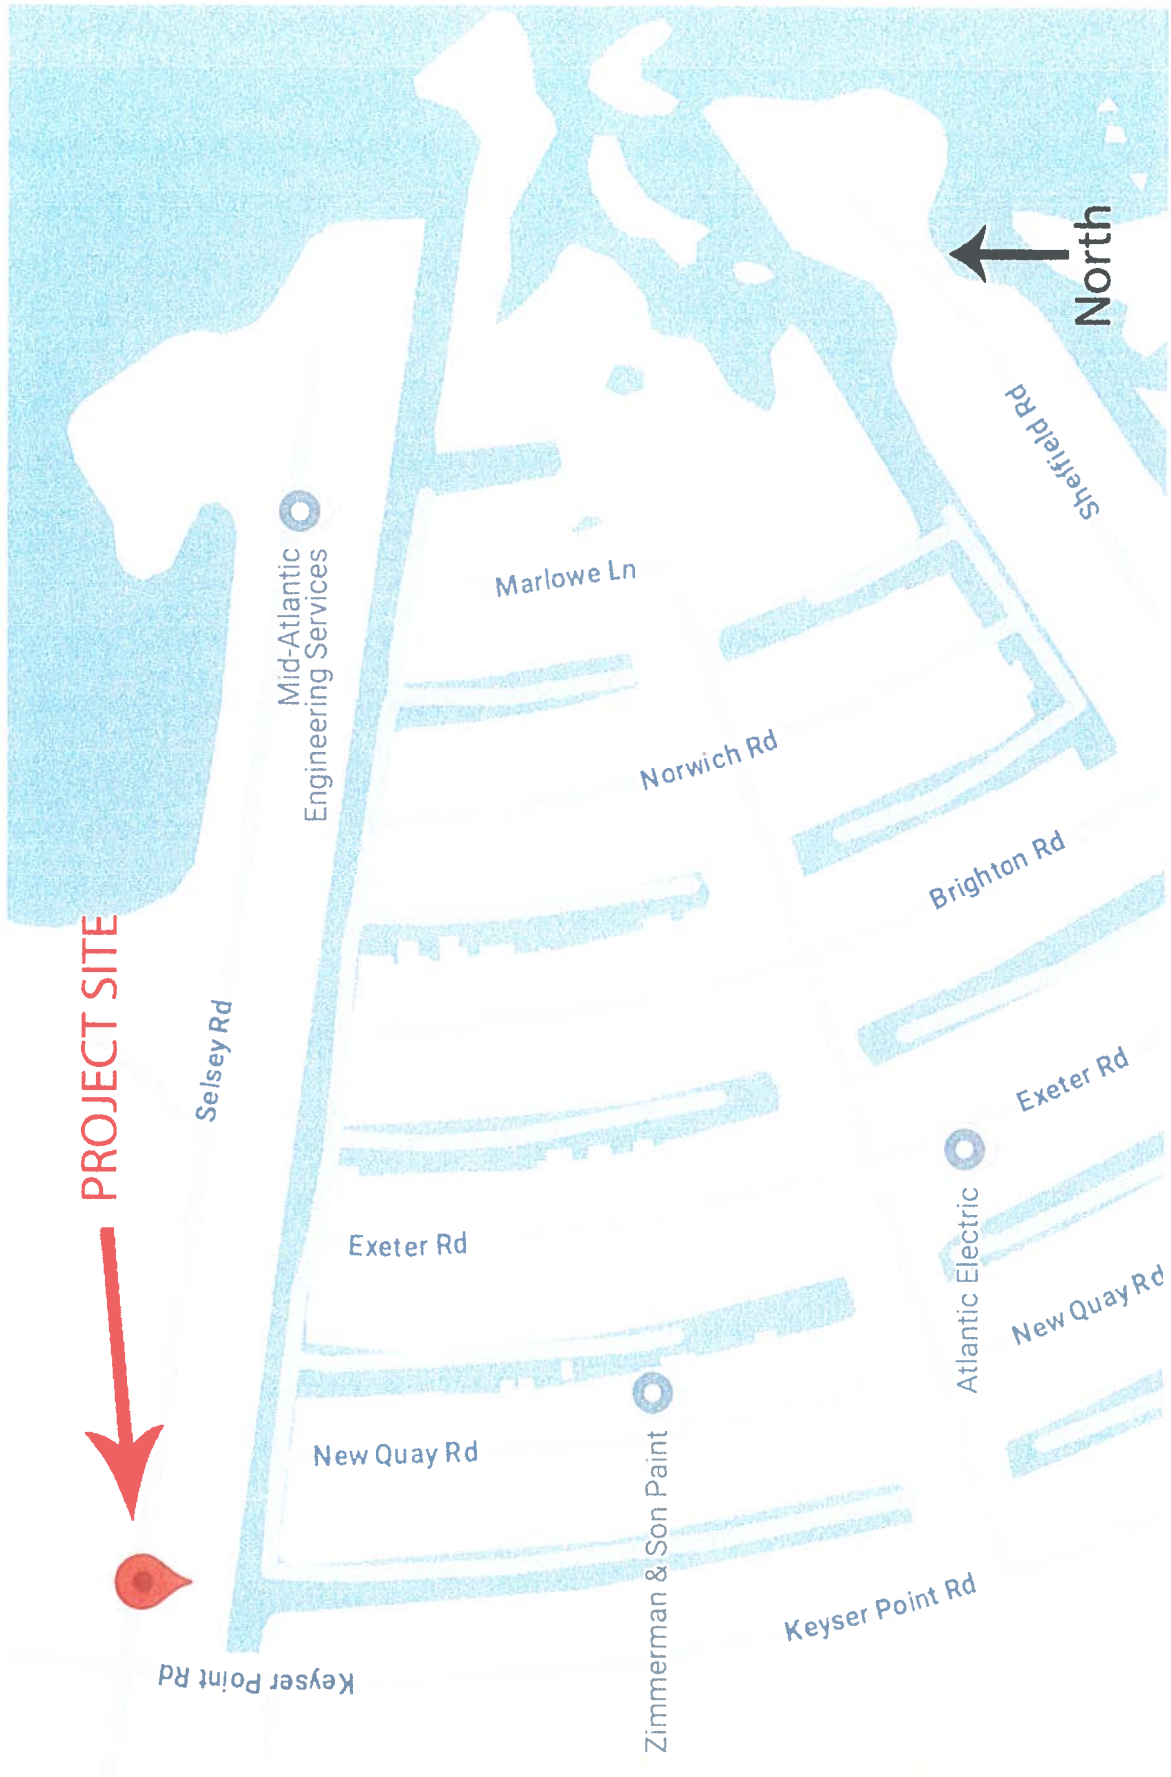 North
Sheffield Rd
PROJECT SITE
Mid-Atlantic
Engineering Services
Marlowe Ln
Norwich Rd
Brighton Rd
Selsey Rd
Exeter Rd
Exeter Rd
Atlantic Electric
New Quay Rd
New Quay Rd
Zimmerman & Son Paint
Keyser Point Rd
Keyser Point Rd